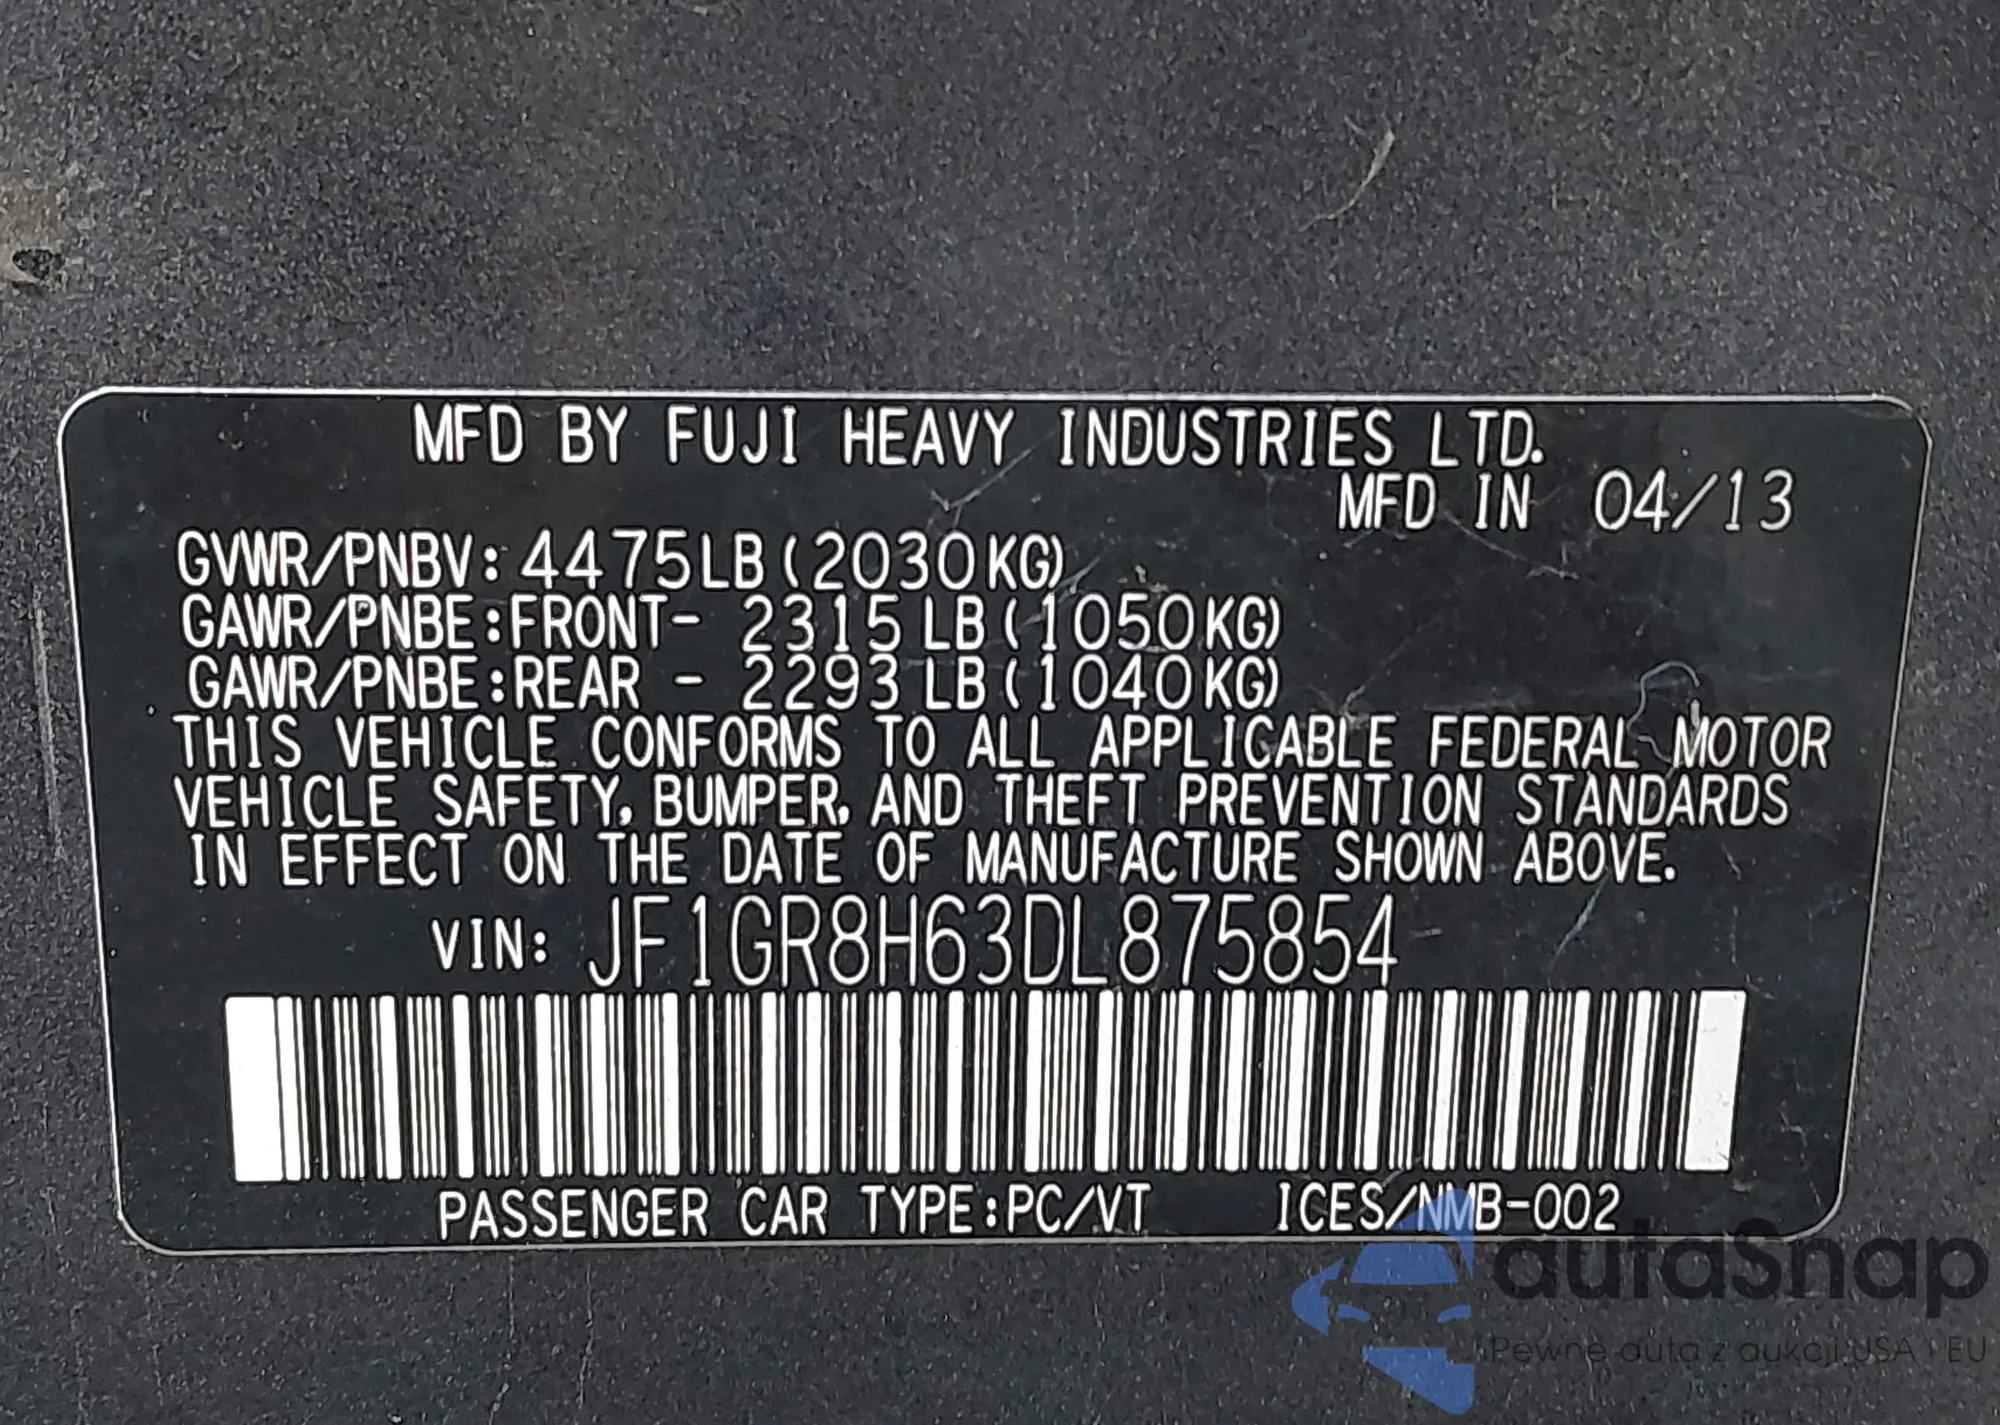 MFD BY FUJI HEAVY INDUSTRIES LTD.
MFD IN 04/13
GVWR/PNBV: 4475LB (2030KG)
GAWR/PNBE:FRONT- 2315 LB (1050KG)
GAWR/PNBE:REAR - 2293 LB (1040KG)
THIS VEHICLE CONFORMS TO ALL APPLICABLE FEDERAL MOTOR
VEHICLE SAFETY, BUMPER, AND THEFT PREVENTION STANDARDS
IN EFFECT ON THE DATE OF MANUFACTURE SHOWN ABOVE.
VIN: JF1GR8H63DL875854
PASSENGER CAR TYPE:PC/VT ICES/NMB-002
autaSnap
Pewne auta z aukcji USA i EU